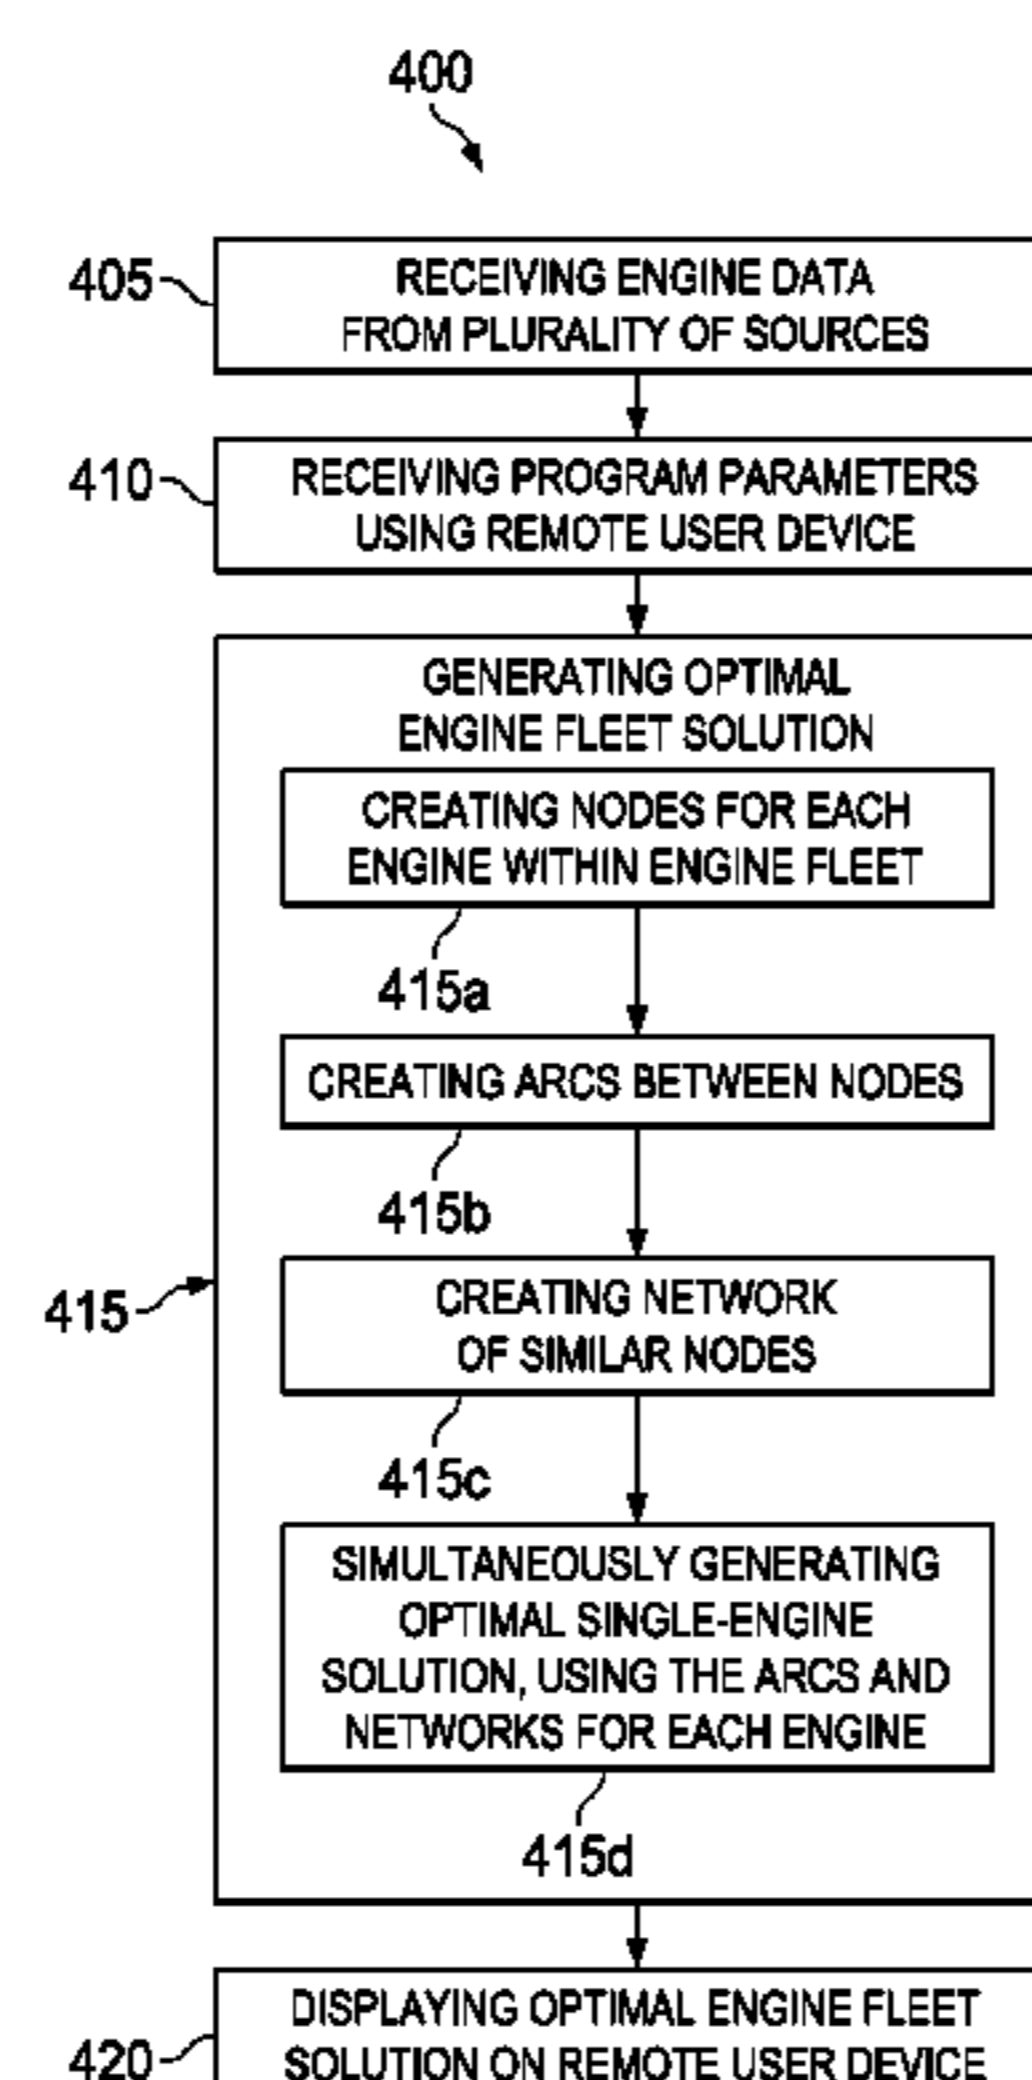 400
405
RECEIVING ENGINE DATA
FROM PLURALITY OF SOURCES
410
RECEIVING PROGRAM PARAMETERS
USING REMOTE USER DEVICE
415
GENERATING OPTIMAL
ENGINE FLEET SOLUTION
CREATING NODES FOR EACH
ENGINE WITHIN ENGINE FLEET
415a
CREATING ARCS BETWEEN NODES
415b
CREATING NETWORK
OF SIMILAR NODES
415c
SIMULTANEOUSLY GENERATING
OPTIMAL SINGLE-ENGINE
SOLUTION, USING THE ARCS AND
NETWORKS FOR EACH ENGINE
415d
420
DISPLAYING OPTIMAL ENGINE FLEET
SOLUTION ON REMOTE USER DEVICE